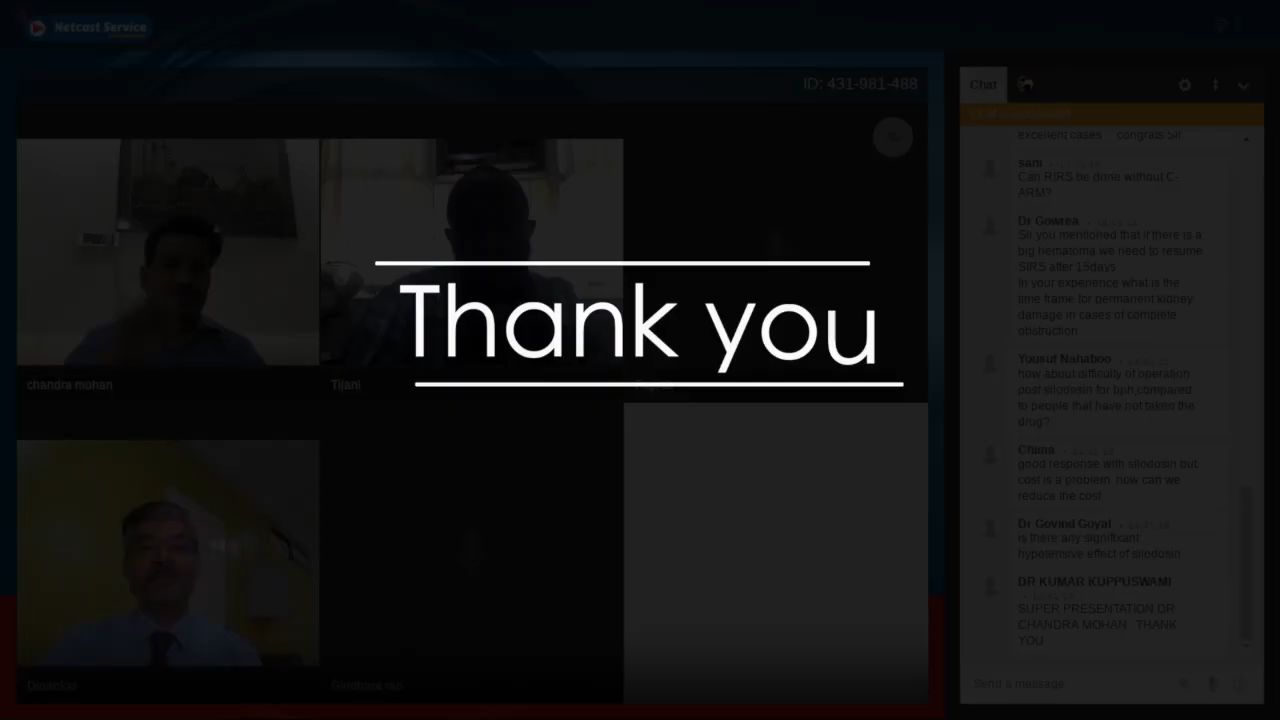 Netcast Service
ID: 431-981-488
Chat
excellent cases congrats Sir
sani
Can RIRS be done without C-
ARM?
Dr Gowrea
Sir you mentioned that if there is a
big hematoma we need to resume
SIRS after 15days
In your experience what is the
time frame for permanent kidney
damage in cases of complete
obstruction
Yousuf Nahaboo
how about difficulty of operation
post silodosin for bph compared
to people that have not taken the
drug?
Chana
good response with silodosin but
cost is a problem how can we
reduce the cost
Dr Govind Goyal
is there any signifixant
hypotensive effect of silodosin
DR KUMAR KUPPUSWAMI
SUPER PRESENTATION DR
CHANDRA MOHAN THANK
YOU
Send a message
Thank you
chandra mohan
Tijani